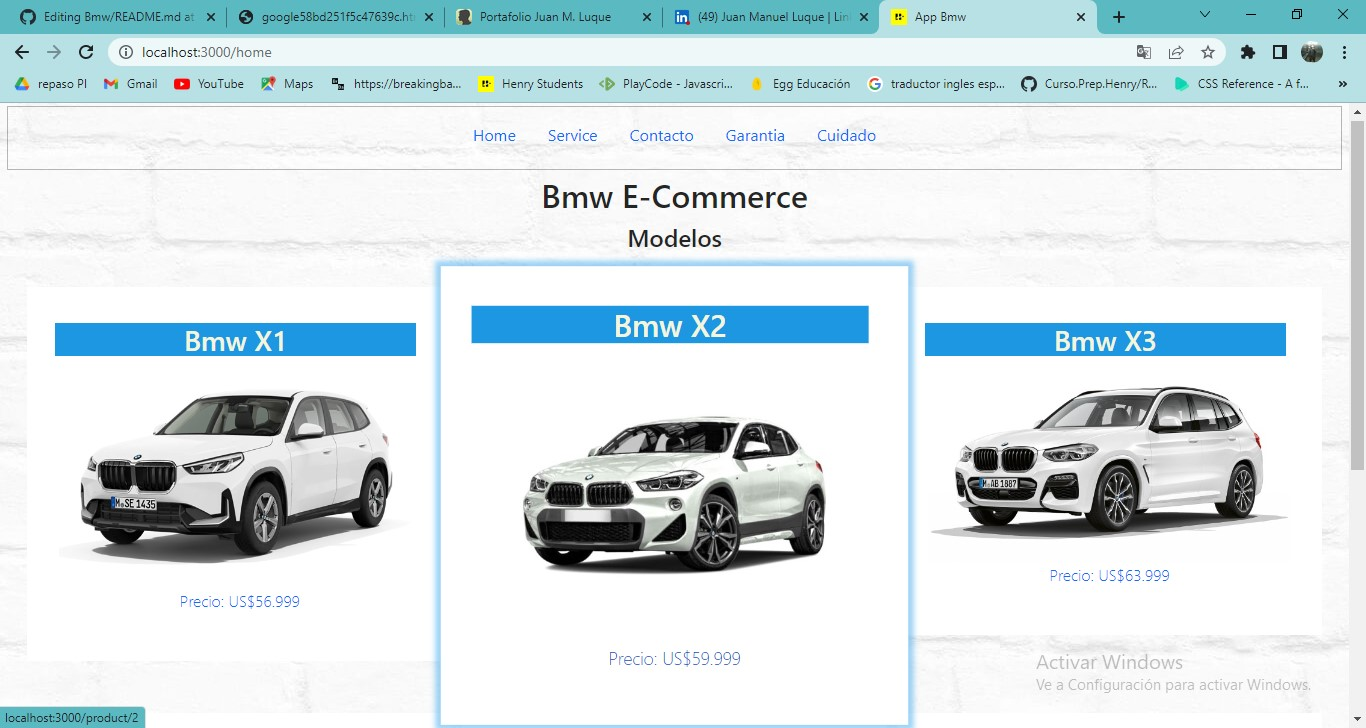 Editing Bmw/README.md at
google58bd251f5c47639c.ht
Portafolio Juan M. Luque
(49) Juan Manuel Luque | Lin
App Bmw
localhost:3000/home
repaso PI
Gmail
YouTube
Maps
https://breakingba...
Henry Students
PlayCode - Javascri...
Egg Educación
traductor ingles esp...
Curso.Prep.Henry/R...
CSS Reference - A f...
Home
Service
Contacto
Garantia
Cuidado
Bmw E-Commerce
Modelos
Bmw X1
M SE 1435
Precio: US$56.999
Bmw X2
Precio: US$59.999
Bmw X3
M AB 1887
Precio: US$63.999
Activar Windows
Ve a Configuración para activar Windows.
localhost:3000/product/2